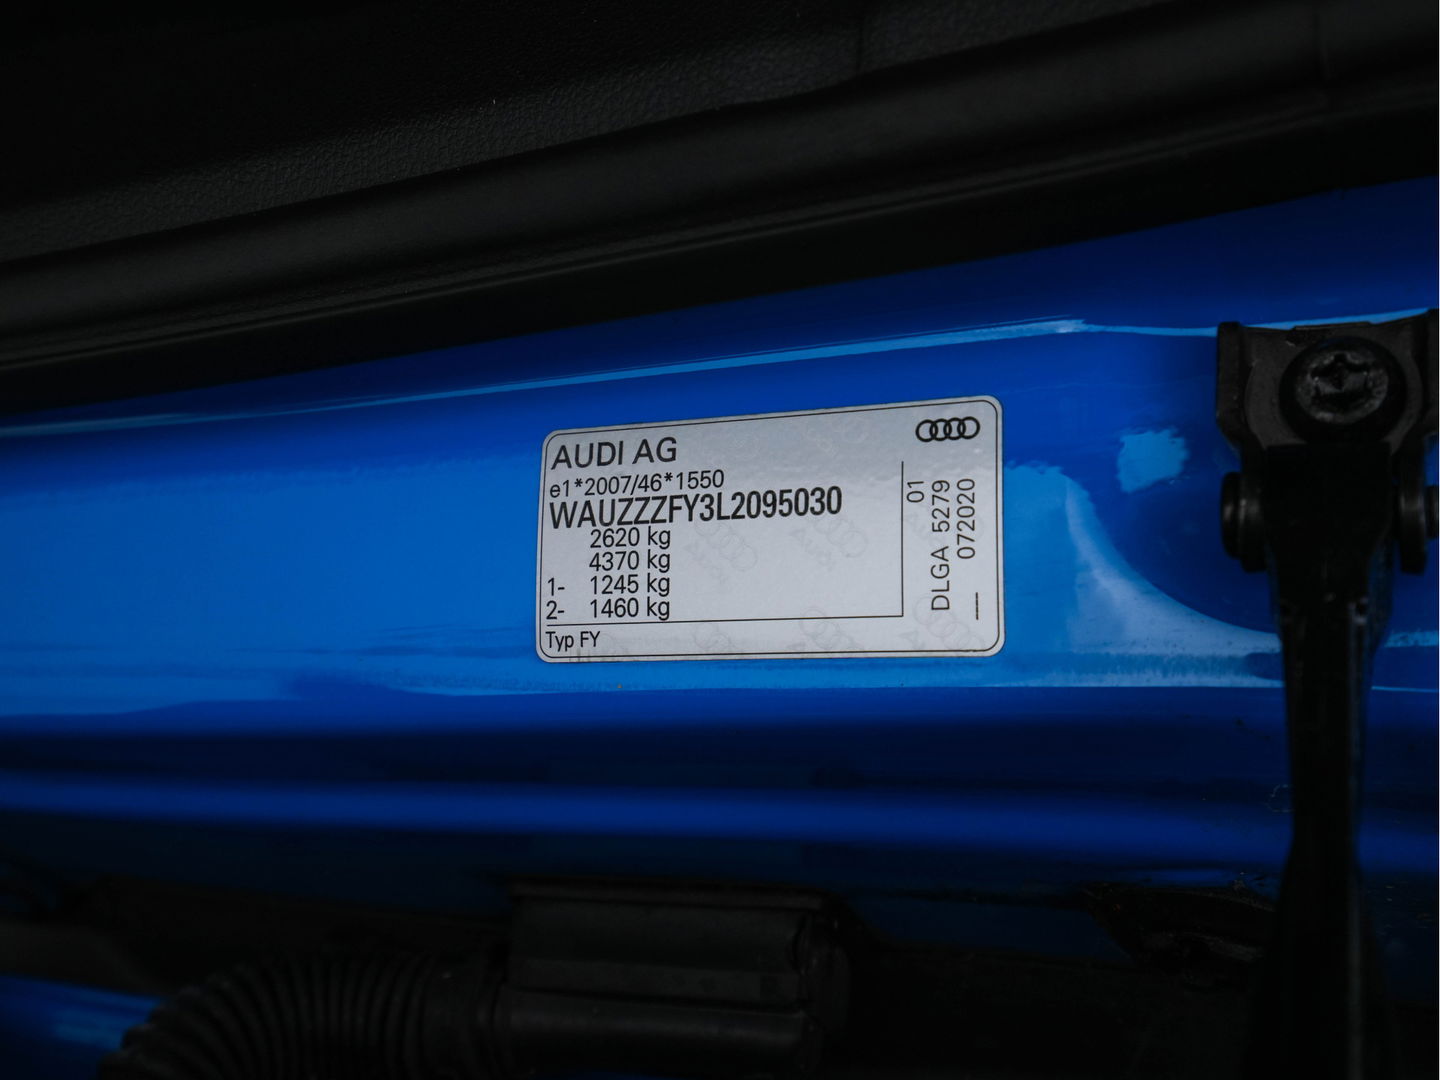 AUDI AG
e1*2007/46*1550
WAUZZZFY3L2095030
2620 kg
4370 kg
1- 1245 kg
2- 1460 kg
Typ FY
01
DLGA 5279
072020
—